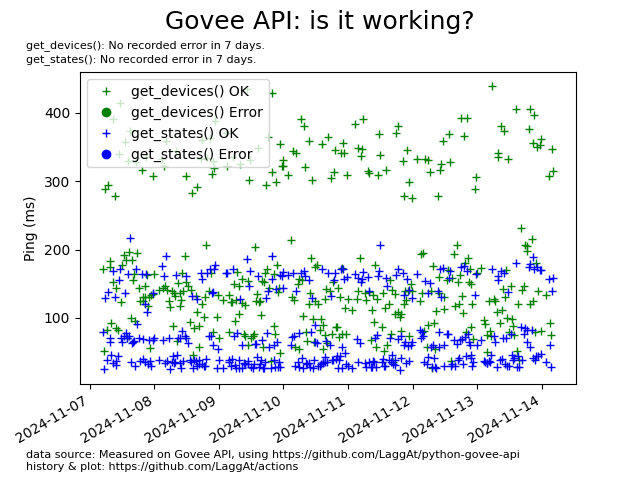 Govee API: is it working?
get_devices(): No recorded error in 7 days.
get_states(): No recorded error in 7 days.
get_devices() OK
get_devices() Error
get_states() OK
get_states() Error
Ping (ms)
400
300
200
100
2024-11-07
2024-11-08
2024-11-09
2024-11-10
2024-11-11
2024-11-12
2024-11-13
2024-11-14
data source: Measured on Govee API, using https://github.com/LaggAt/python-govee-api
history & plot: https://github.com/LaggAt/actions